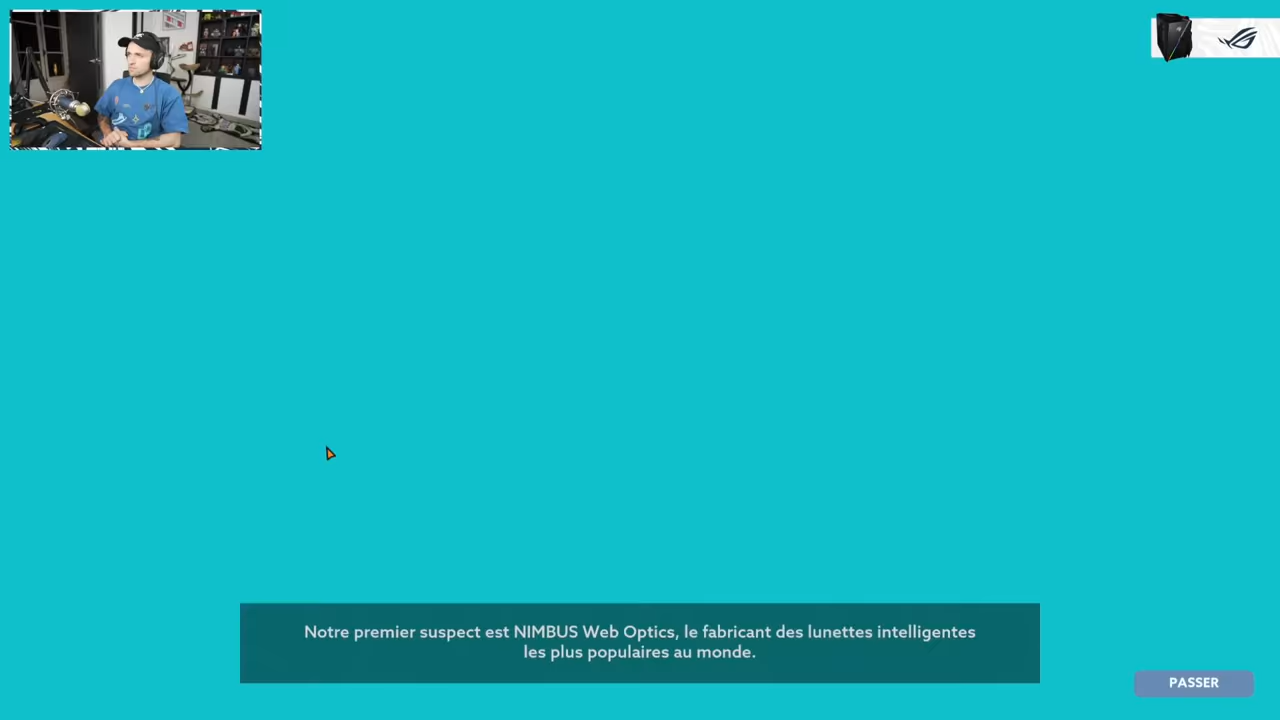 Notre premier suspect est NIMBUS Web Optics, le fabricant des lunettes intelligentes
les plus populaires au monde.
PASSER